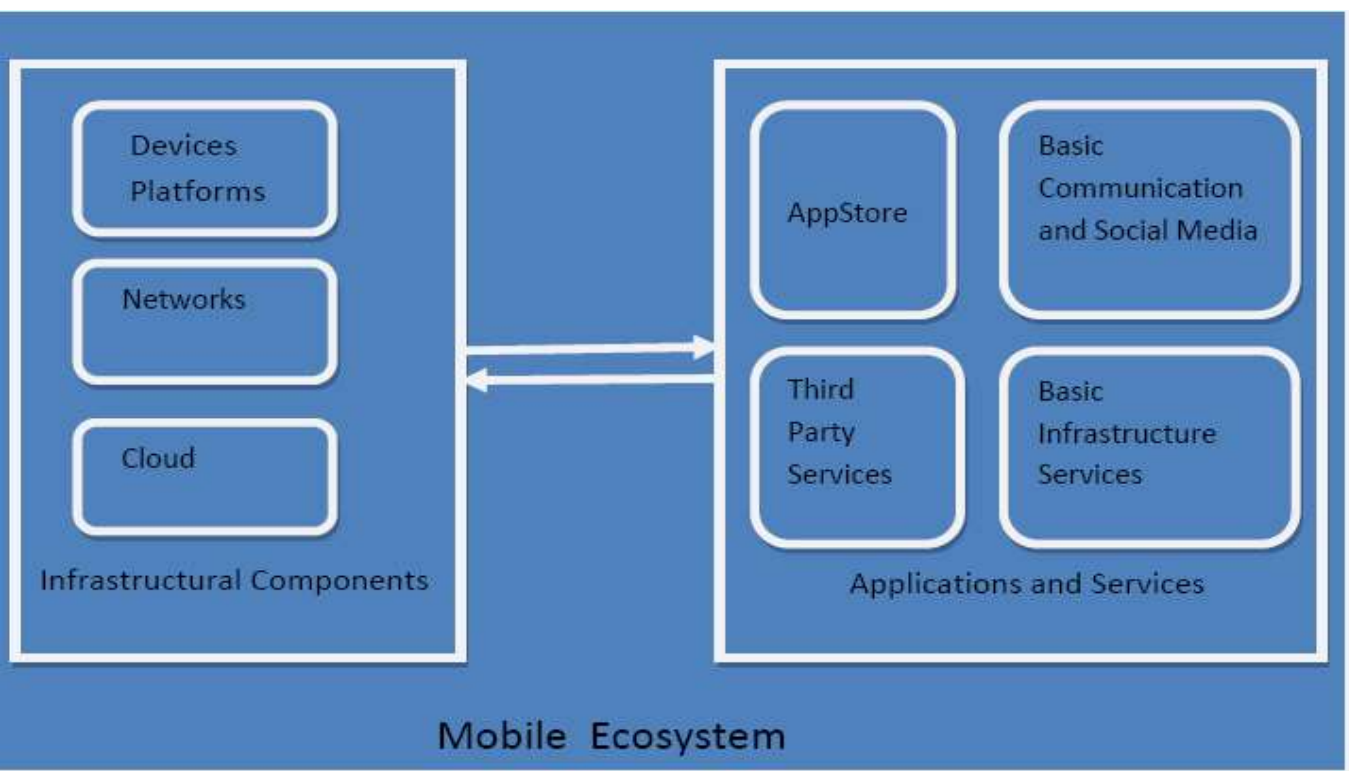 Devices
Platforms
Networks
Cloud
Infrastructural Components
AppStore
Basic
Communication
and Social Media
Third
Party
Services
Basic
Infrastructure
Services
Applications and Services
Mobile Ecosystem